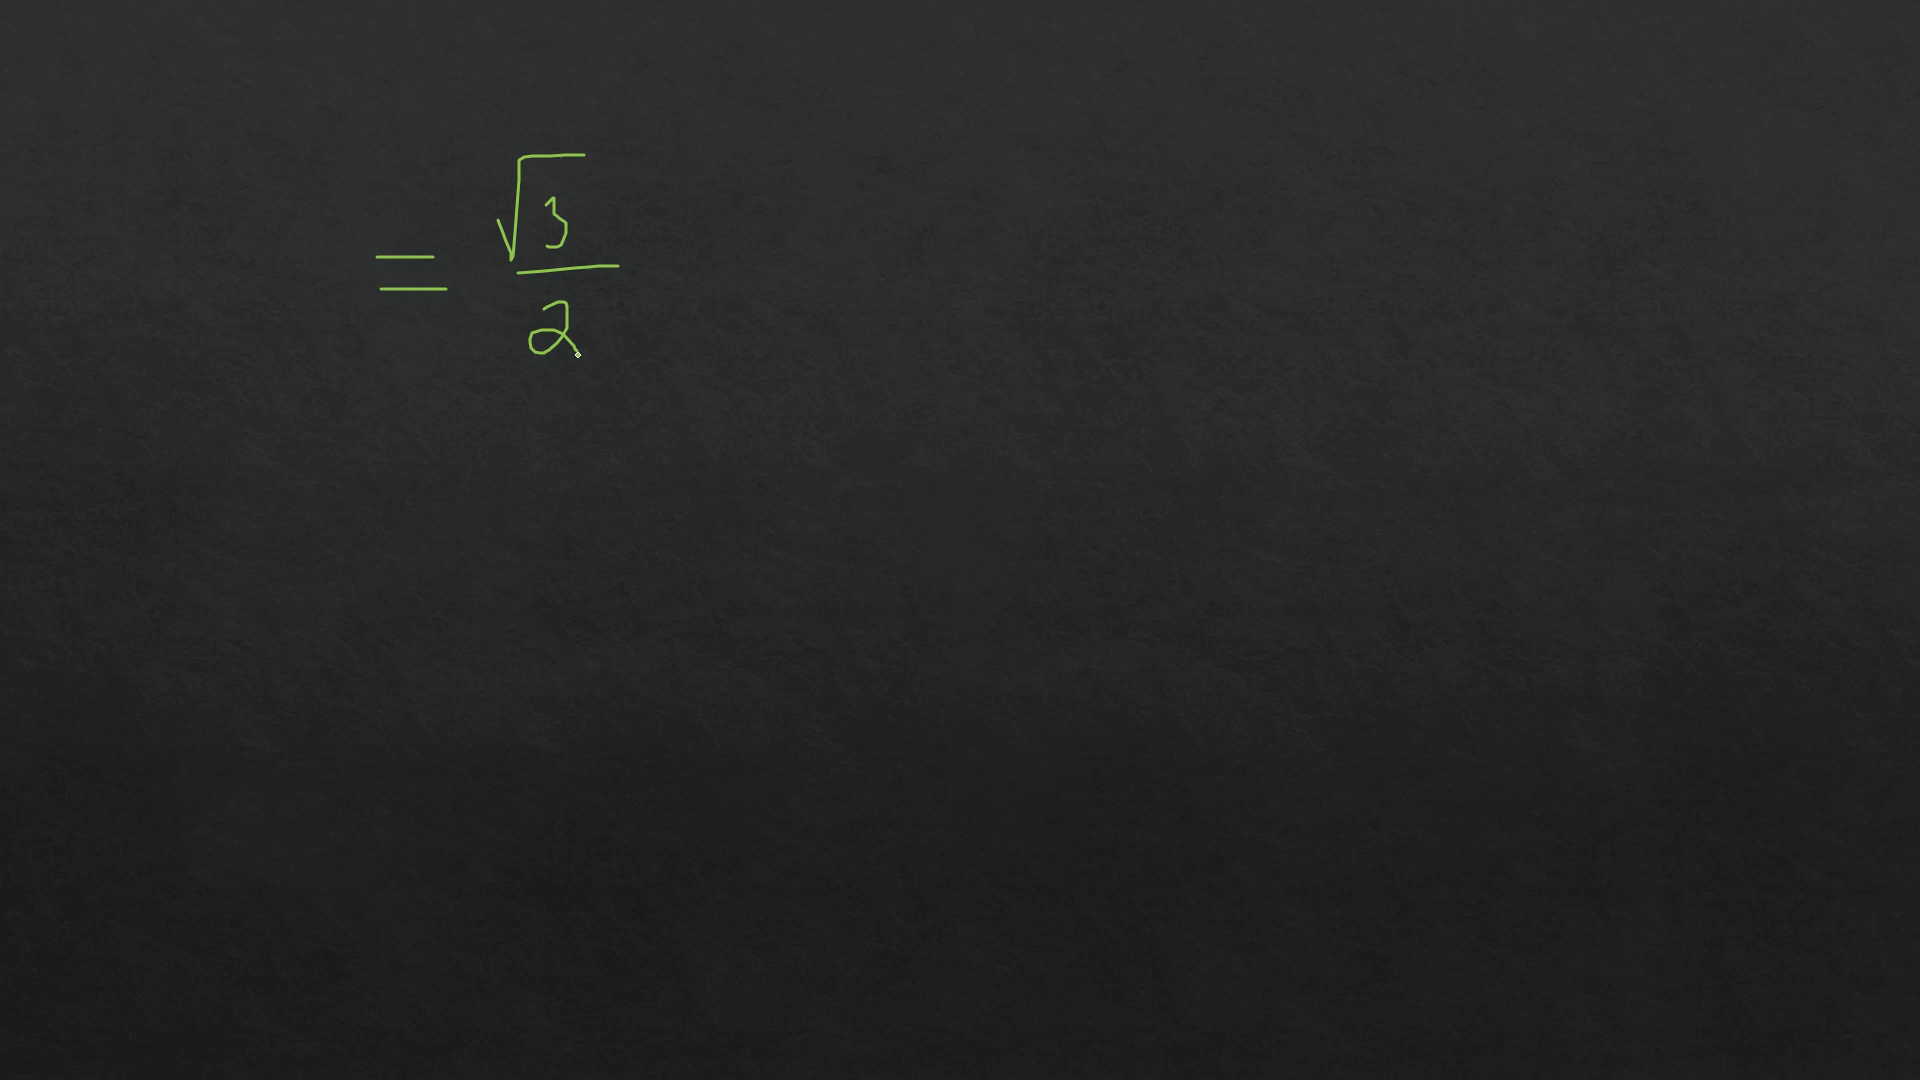 = √3/2